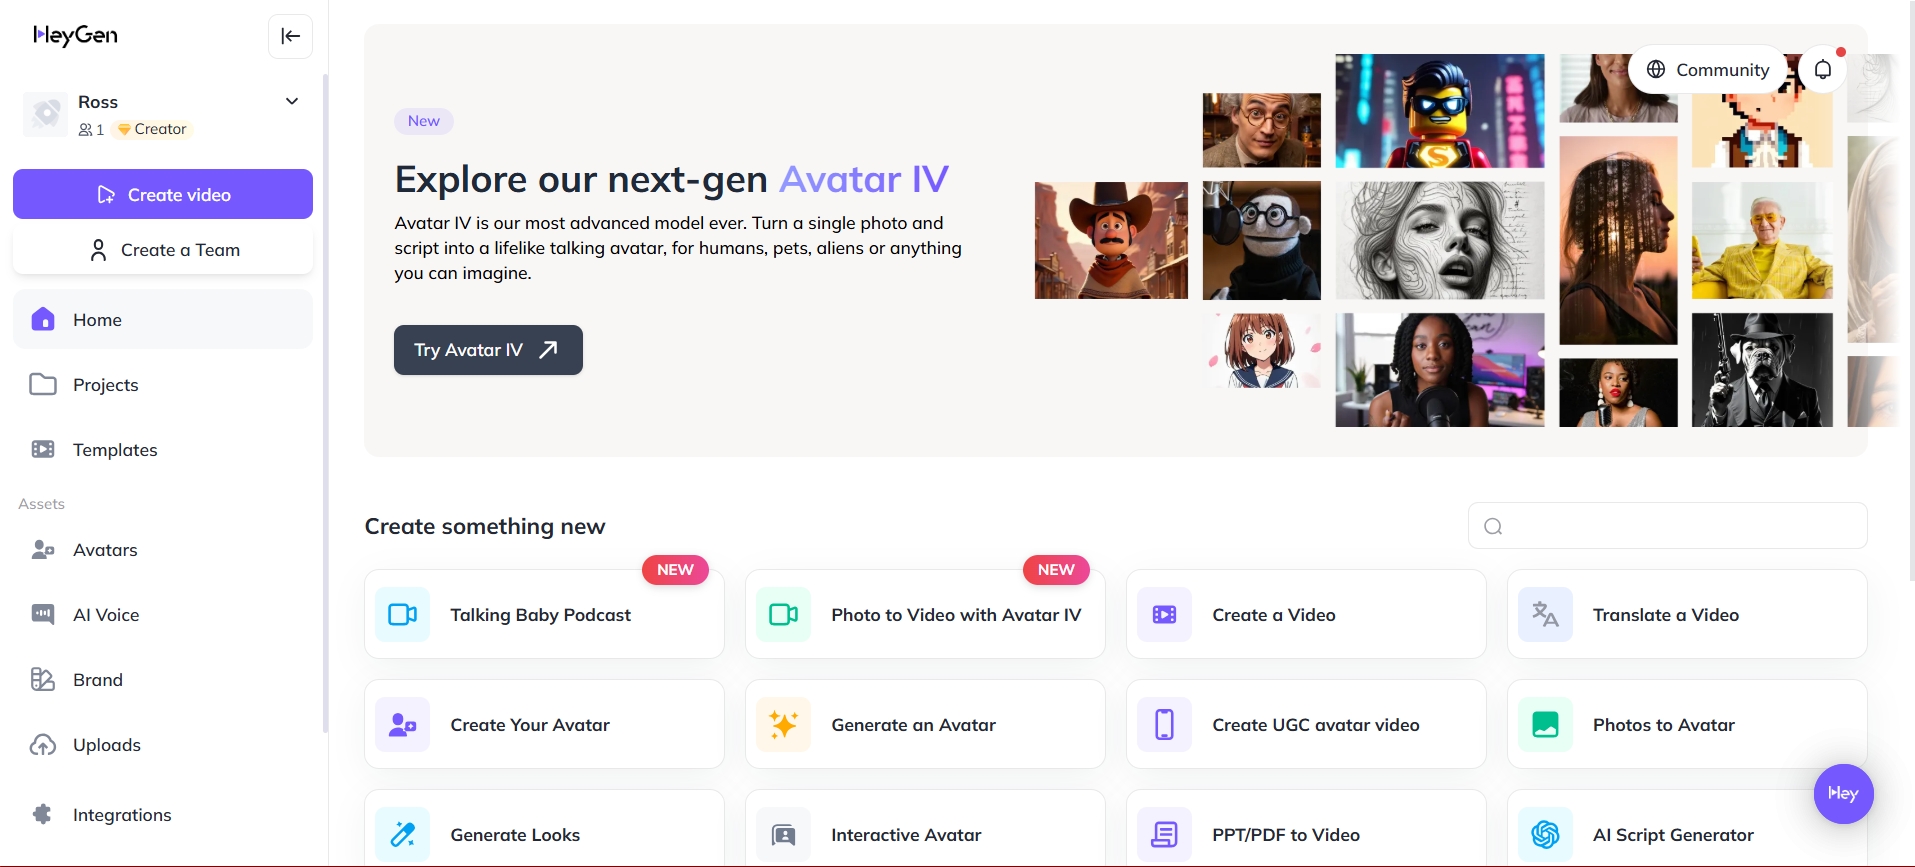 HeyGen
Ross
1 Creator
Create video
Create a Team
Home
Projects
Templates
Assets
Avatars
AI Voice
Brand
Uploads
Integrations
Community
New
Explore our next-gen Avatar IV
Avatar IV is our most advanced model ever. Turn a single photo and
script into a lifelike talking avatar, for humans, pets, aliens or anything
you can imagine.
Try Avatar IV
Create something new
NEW
Talking Baby Podcast
NEW
Photo to Video with Avatar IV
Create a Video
Translate a Video
Create Your Avatar
Generate an Avatar
Create UGC avatar video
Photos to Avatar
Generate Looks
Interactive Avatar
PPT/PDF to Video
AI Script Generator
Hey